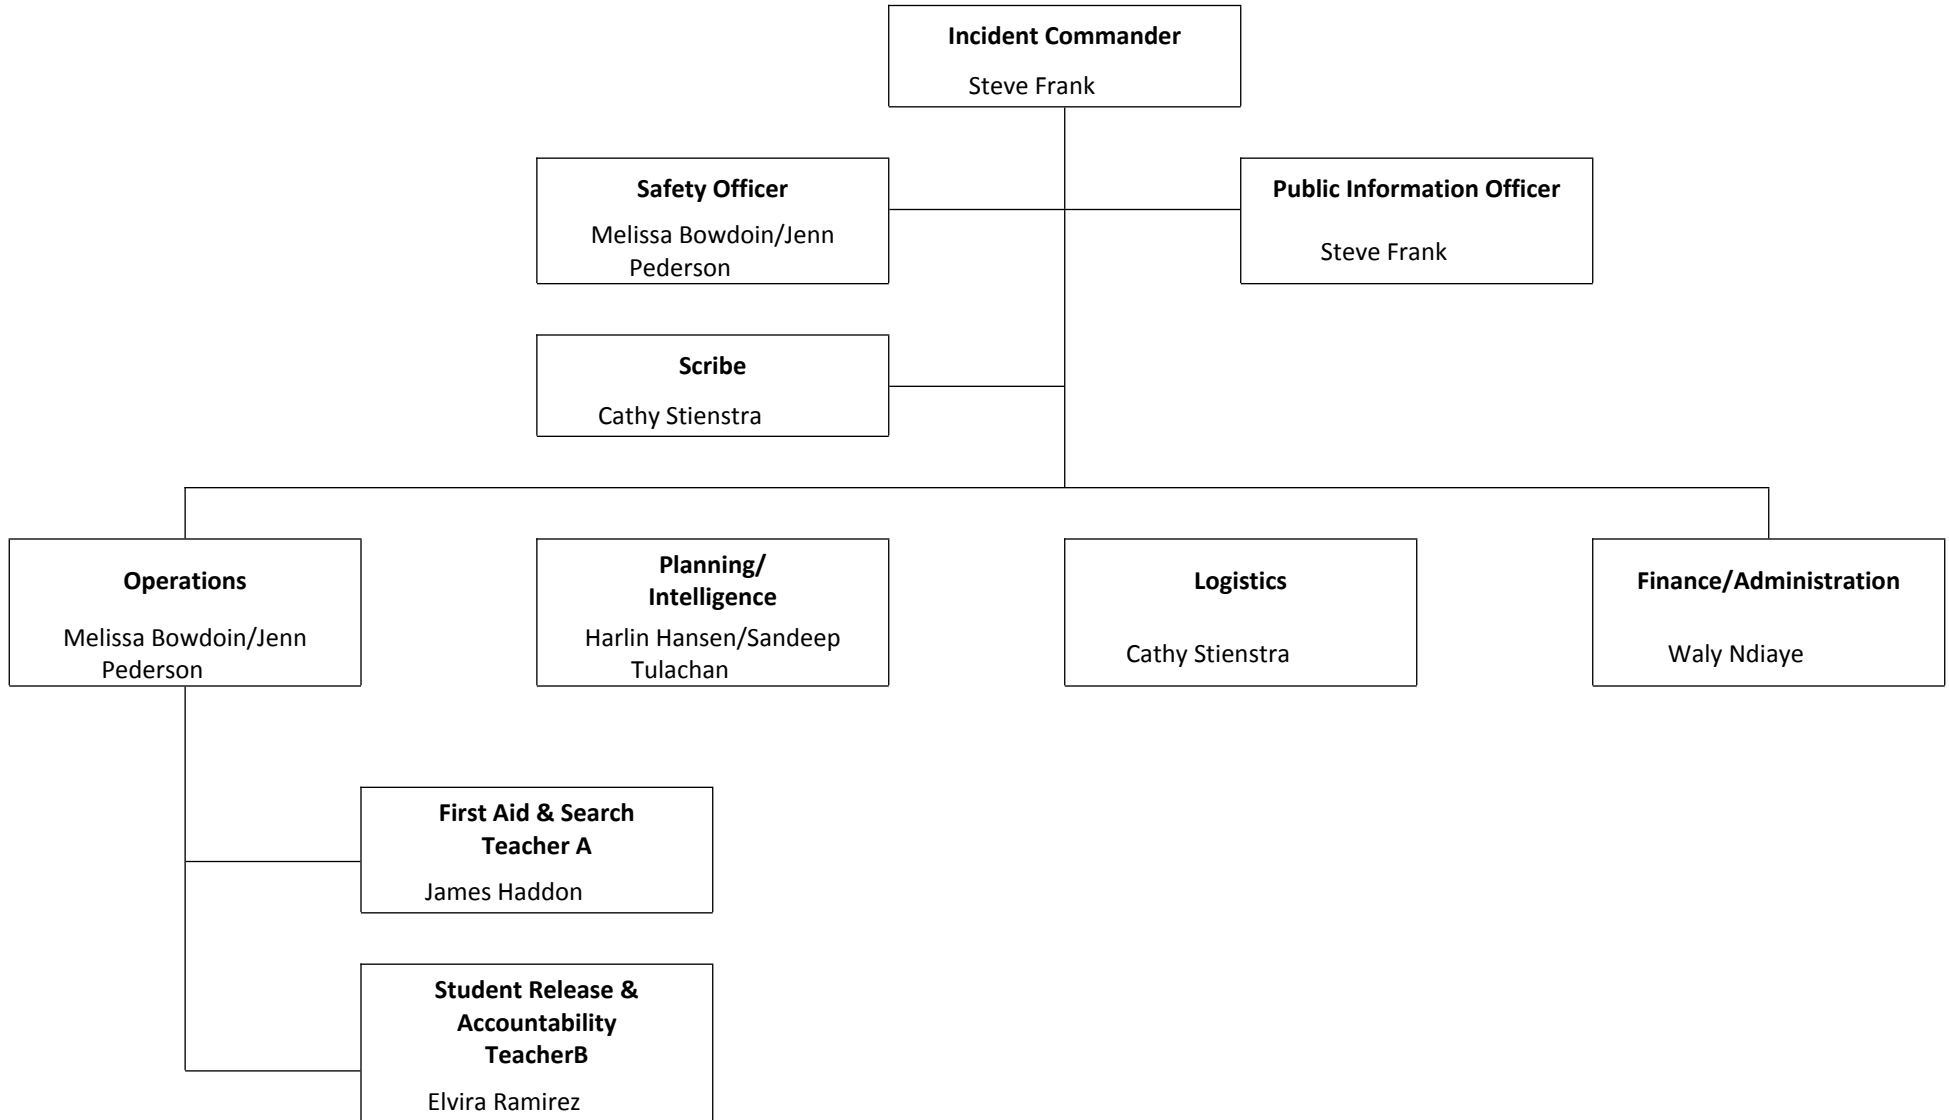 Incident Commander
Steve Frank
Safety Officer
Melissa Bowdoin/Jenn
Pederson
Public Information Officer
Steve Frank
Scribe
Cathy Stienstra
Operations
Melissa Bowdoin/Jenn
Pederson
Planning/
Intelligence
Harlin Hansen/Sandeep
Tulachan
Logistics
Cathy Stienstra
Finance/Administration
Waly Ndiaye
First Aid & Search
Teacher A
James Haddon
Student Release &
Accountability
TeacherB
Elvira Ramirez